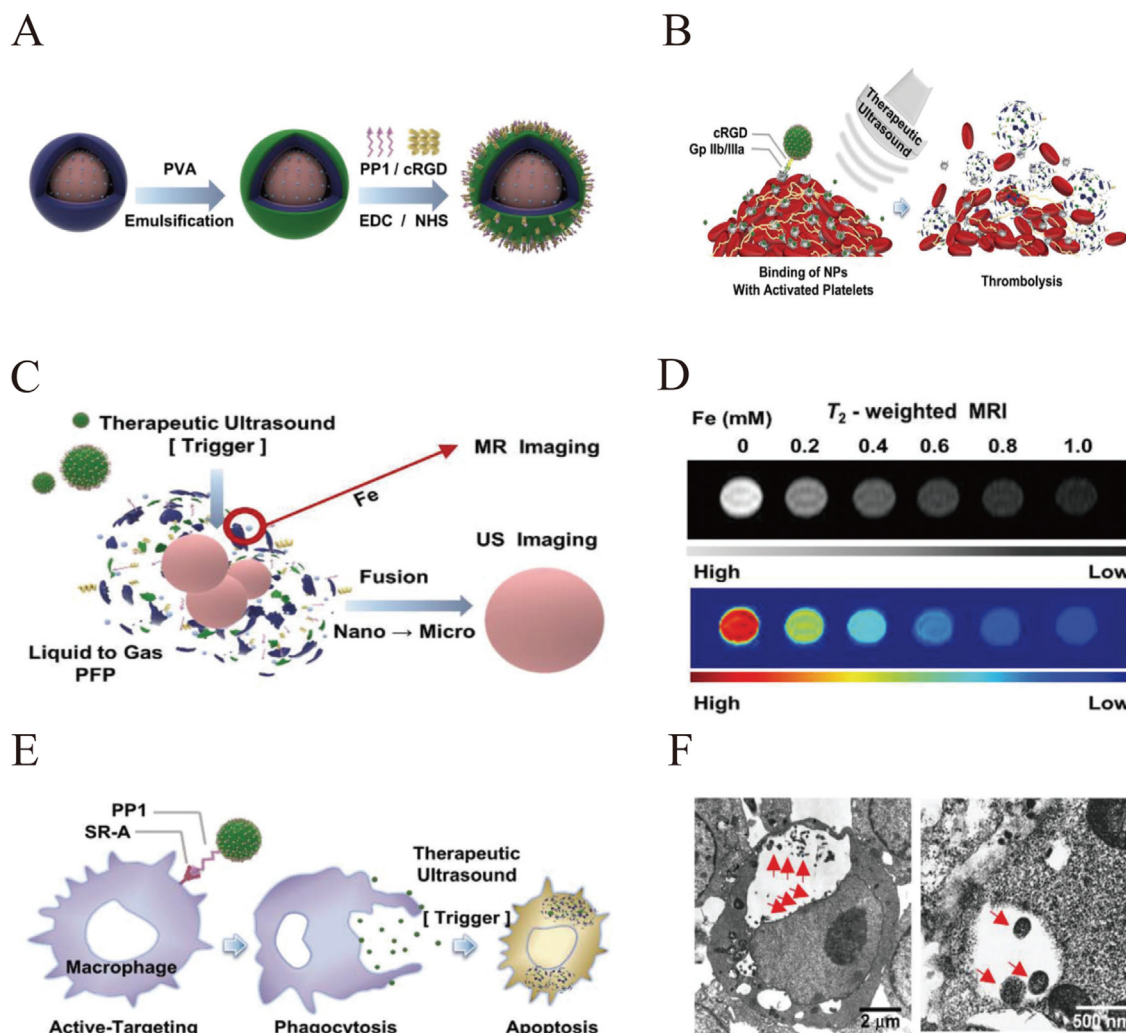 A
PVA
Emulsification
PP1 / cRGD
EDC / NHS
B
cRGD
Gp IIb/IIIa
Therapeutic
Ultrasound
Binding of NPs
With Activated Platelets
Thrombolysis
C
Therapeutic Ultrasound
[ Trigger ]
MR Imaging
Fe
US Imaging
Fusion
Nano → Micro
Liquid to Gas
PFP
D
Fe (mM)
T2 - weighted MRI
0 0.2 0.4 0.6 0.8 1.0
High Low
High Low
E
PP1
SR-A
Therapeutic
Ultrasound
[ Trigger ]
Macrophage
Active-Targeting
Phagocytosis
Apoptosis
F
2 μm
500 nm